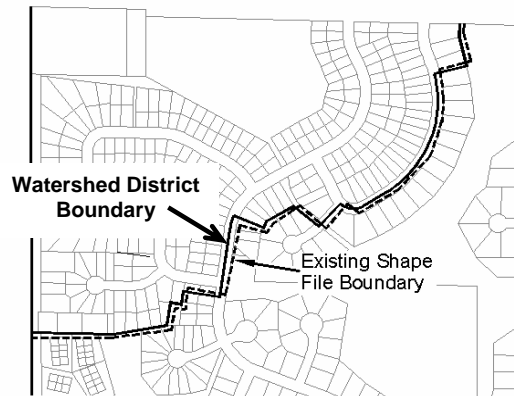 Watershed District
Boundary
Existing Shape
File Boundary